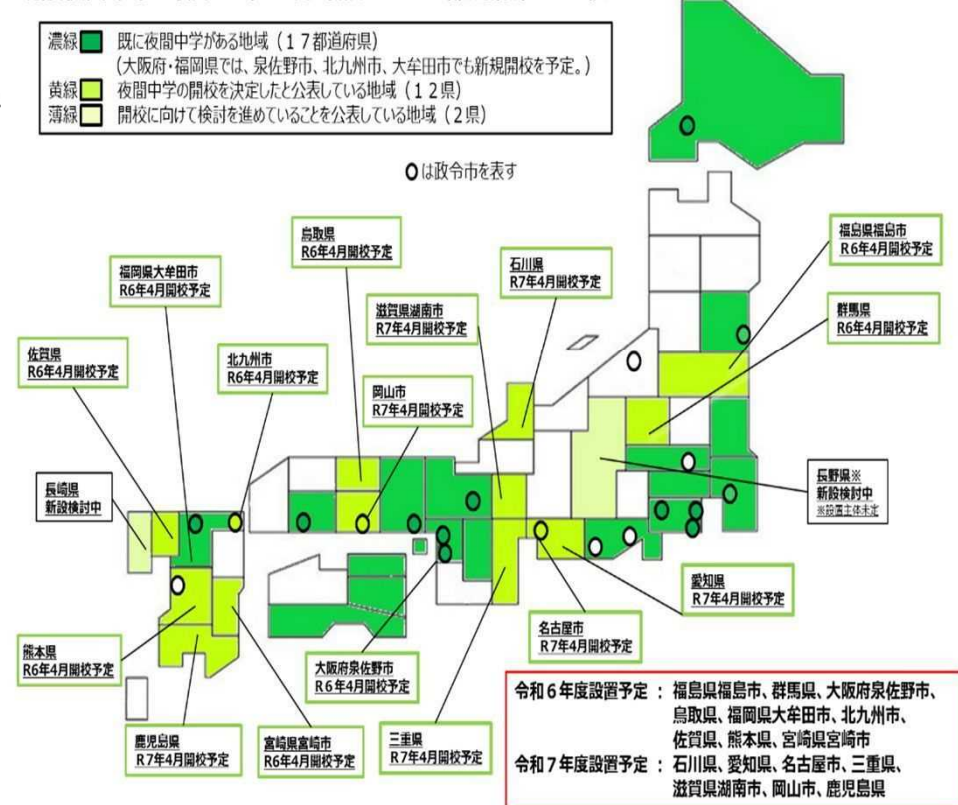 濃緑 既に夜間中学がある地域(17都道府県)
(大阪府・福岡県では、泉佐野市、北九州市、大牟田市でも新規開校を予定。)
黄緑 夜間中学の開校を決定したと公表している地域(12県)
薄緑 開校に向けて検討を進めていることを公表している地域(2県)
○は政令市を表す
鳥取県
R6年4月開校予定
福島県福島市
R6年4月開校予定
石川県
R7年4月開校予定
福岡県大牟田市
R6年4月開校予定
滋賀県湖南市
R7年4月開校予定
群馬県
R6年4月開校予定
佐賀県
R6年4月開校予定
北九州市
R6年4月開校予定
岡山市
R7年4月開校予定
長崎県
新設検討中
長野県※
新設検討中
※設置主体未定
愛知県
R7年4月開校予定
名古屋市
R7年4月開校予定
熊本県
R6年4月開校予定
大阪府泉佐野市
R6年4月開校予定
鹿児島県
R7年4月開校予定
宮崎県宮崎市
R6年4月開校予定
三重県
R7年4月開校予定
令和6年度設置予定 : 福島県福島市、群馬県、大阪府泉佐野市、
鳥取県、福岡県大牟田市、北九州市、
佐賀県、熊本県、宮崎県宮崎市
令和7年度設置予定 : 石川県、愛知県、名古屋市、三重県、
滋賀県湖南市、岡山市、鹿児島県